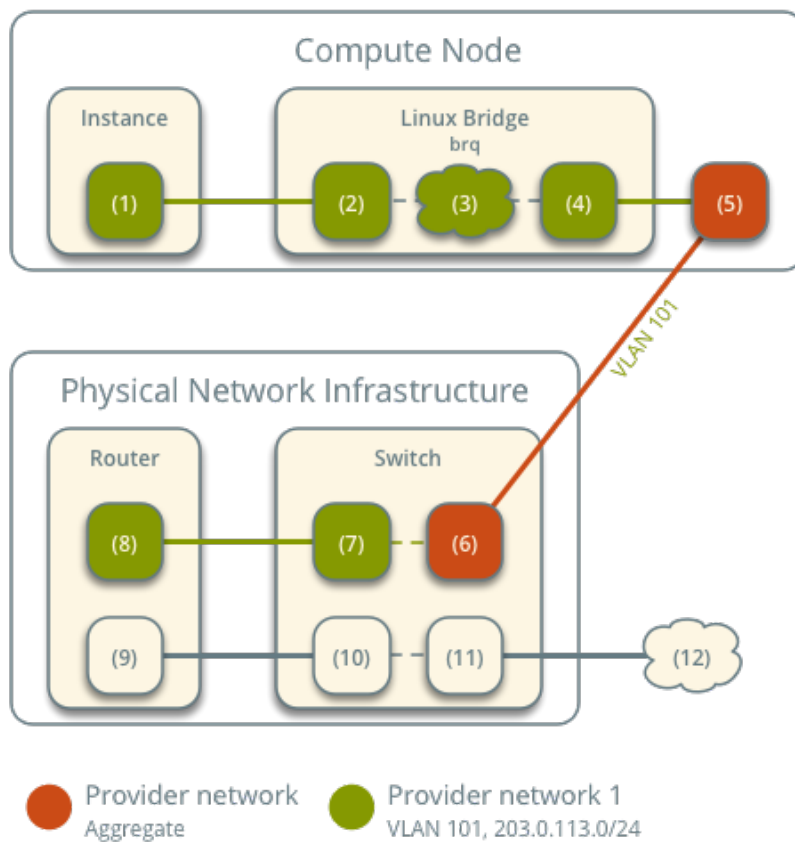 Compute Node
Instance
Linux Bridge
brq
(1)
(2)
(3)
(4)
(5)
VLAN 101
Physical Network Infrastructure
Router
Switch
(8)
(7)
(6)
(9)
(10)
(11)
(12)
Provider network
Aggregate
Provider network 1
VLAN 101, 203.0.113.0/24